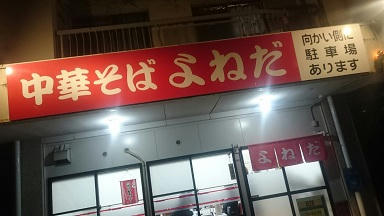 中華そば よねだ
向かい側に
駐車場
あります
よねだ